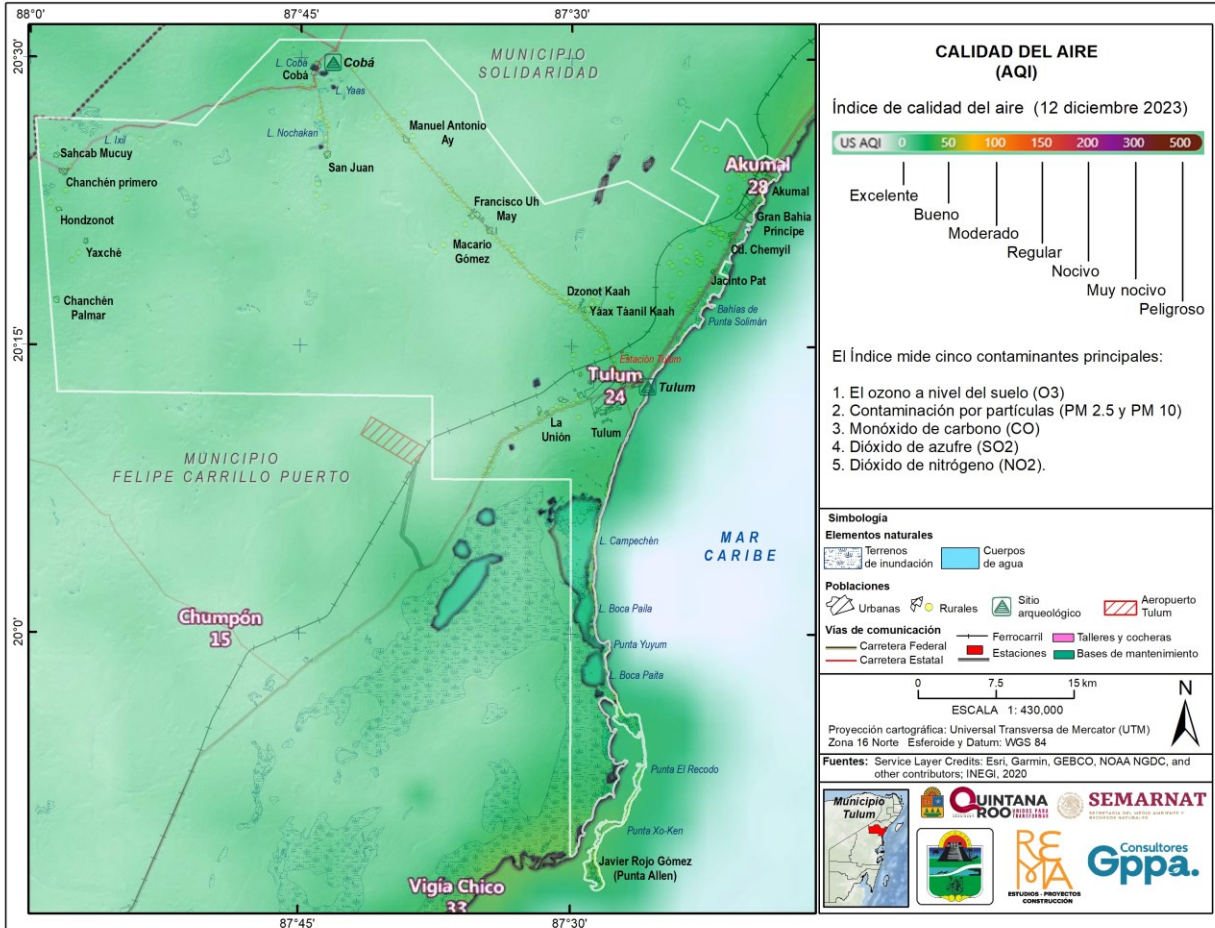 88°0'
87°45'
87°30'
20°30'
20°15'
20°0'
87°45'
87°30'
MUNICIPIO
SOLIDARIDAD
L. Cobá
Cobá
Cobá
L. Yaas
L. Nochakan
L. Ixil
Sahcab Mucuy
Chanchén primero
Hondzonot
Yaxché
Chanchén
Palmar
San Juan
Manuel Antonio
Ay
Francisco Uh
May
Macario
Gómez
Dzonot Kaah
Yáax Táanil Kaah
Akumal
28
Akumal
Gran Bahía
Príncipe
Cd. Chemyil
Jacinto Pat
Bahías de
Punta Solimán
Estación Tulum
Tulum
24
Tulum
La
Unión
Tulum
MUNICIPIO
FELIPE CARRILLO PUERTO
L. Campechén
MAR
CARIBE
L. Boca Paila
Punta Yuyum
L. Boca Paila
Chumpón
15
Punta El Recodo
Punta Xo-Ken
Javier Rojo Gómez
(Punta Allen)
Vigía Chico
33
CALIDAD DEL AIRE
(AQI)
Índice de calidad del aire (12 diciembre 2023)
US AQI 0 50 100 150 200 300 500
Excelente
Bueno
Moderado
Regular
Nocivo
Muy nocivo
Peligroso
El Índice mide cinco contaminantes principales:
1. El ozono a nivel del suelo (O3)
2. Contaminación por partículas (PM 2.5 y PM 10)
3. Monóxido de carbono (CO)
4. Dióxido de azufre (SO2)
5. Dióxido de nitrógeno (NO2).
Simbología
Elementos naturales
Terrenos
de inundación
Cuerpos
de agua
Poblaciones
Urbanas
Rurales
Sitio
arqueológico
Aeropuerto
Tulum
Vías de comunicación
Carretera Federal
Carretera Estatal
Ferrocarril
Estaciones
Talleres y cocheras
Bases de mantenimiento
0 7.5 15 km
ESCALA 1: 430,000
N
Proyección cartográfica: Universal Transversa de Mercator (UTM)
Zona 16 Norte Esferoide y Datum: WGS 84
Fuentes: Service Layer Credits: Esri, Garmin, GEBCO, NOAA NGDC, and
other contributors; INEGI, 2020
Municipio
Tulum
QUINTANA
ROO UNIDOS PARA
TRANSFORMAR
SEMARNAT
SECRETARÍA DEL MEDIO AMBIENTE Y
RECURSOS NATURALES
REMA
ESTUDIOS - PROYECTOS
CONSTRUCCIÓN
Consultores
Gppa.